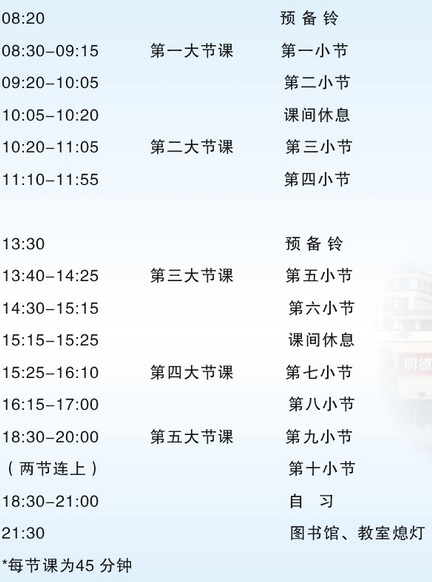 08:20 预备铃
08:30–09:15 第一大节课 第一小节
09:20–10:05 第二小节
10:05–10:20 课间休息
10:20–11:05 第二大节课 第三小节
11:10–11:55 第四小节
13:30 预备铃
13:40–14:25 第三大节课 第五小节
14:30–15:15 第六小节
15:15–15:25 课间休息
15:25–16:10 第四大节课 第七小节
16:15–17:00 第八小节
18:30–20:00 第五大节课 第九小节
（两节连上） 第十小节
18:30–21:00 自 习
21:30 图书馆、教室熄灯
*每节课为45 分钟
明德